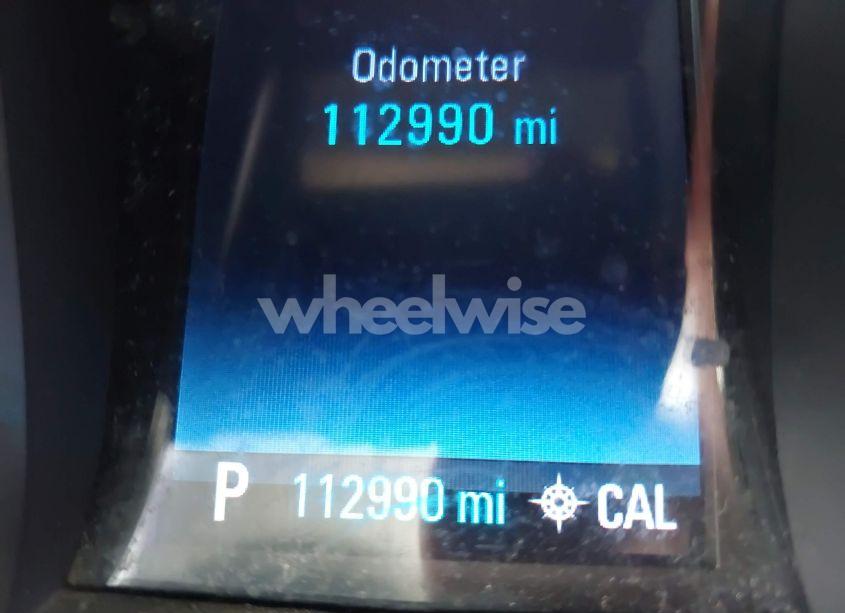 Odometer
112990 mi
wheelwise
P 112990 mi CAL